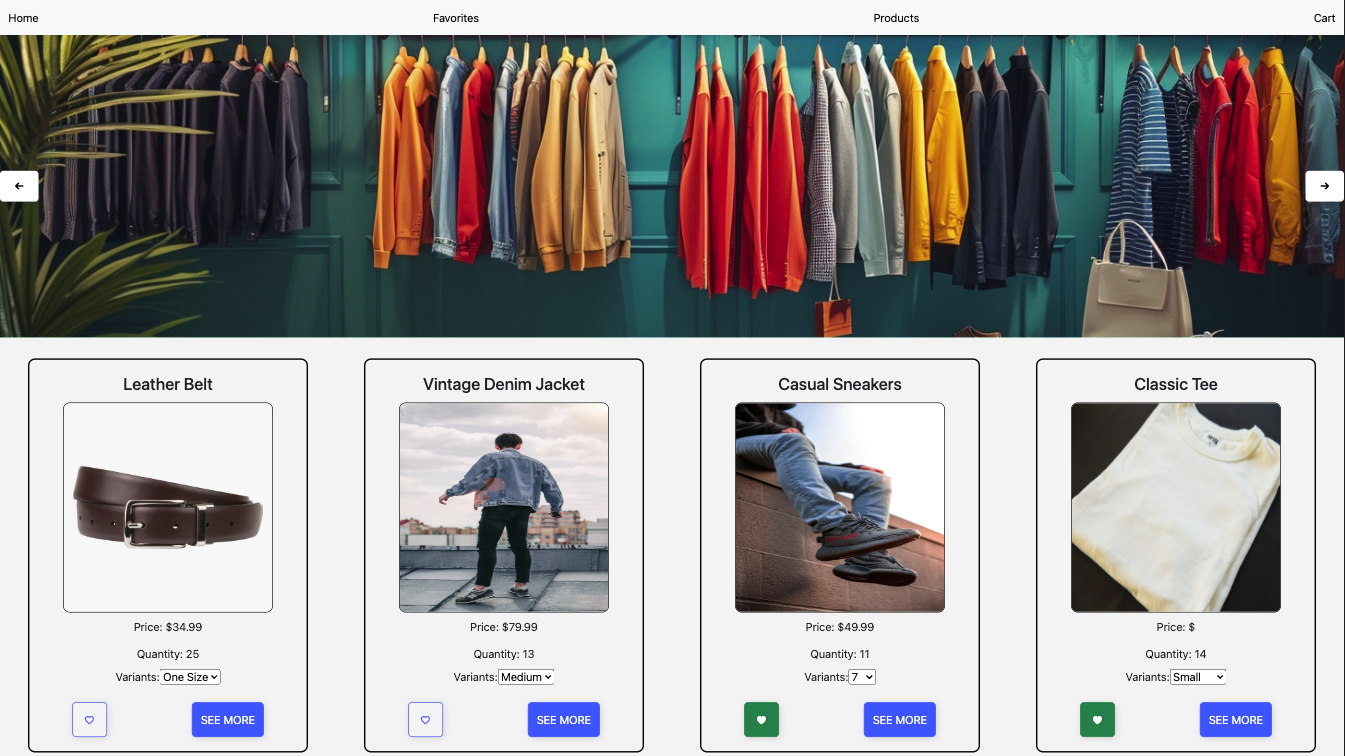 Home Favorites Products Cart
Leather Belt
Price: $34.99
Quantity: 25
Variants: One Size
SEE MORE
Vintage Denim Jacket
Price: $79.99
Quantity: 13
Variants: Medium
SEE MORE
Casual Sneakers
Price: $49.99
Quantity: 11
Variants: 7
SEE MORE
Classic Tee
Price: $
Quantity: 14
Variants: Small
SEE MORE